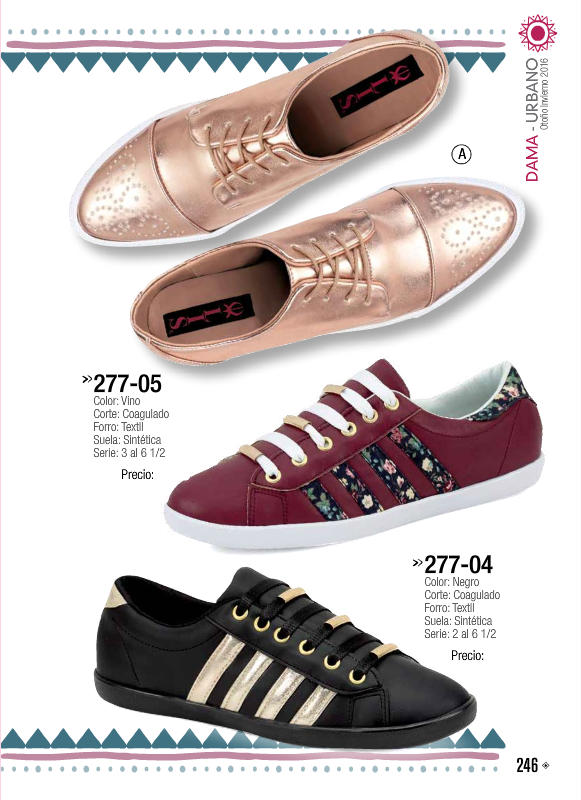 DAMA - URBANO
Otoño Invierno 2016
A
277-05
Color: Vino
Corte: Coagulado
Forro: Textil
Suela: Sintética
Serie: 3 al 6 1/2
Precio:
277-04
Color: Negro
Corte: Coagulado
Forro: Textil
Suela: Sintética
Serie: 2 al 6 1/2
Precio:
246